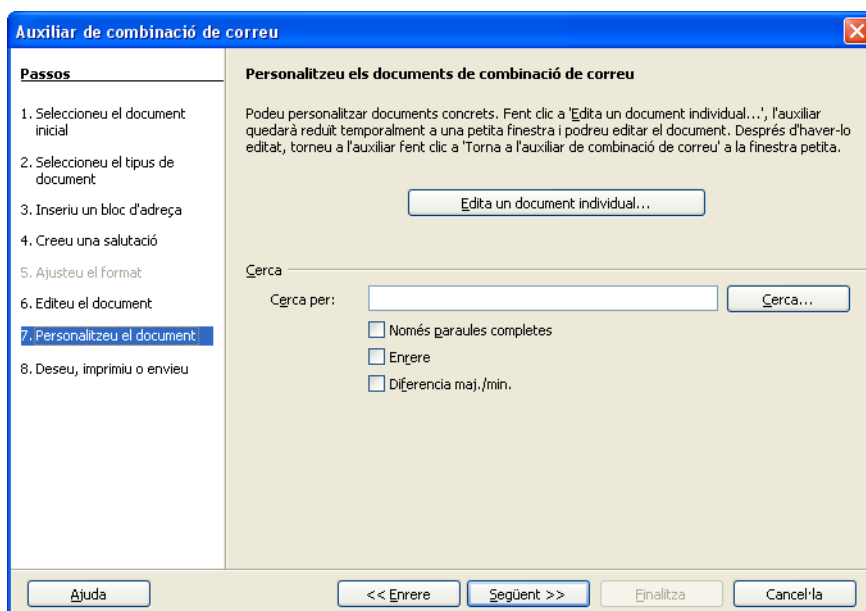 Auxiliar de combinació de correu
Passos
1. Seleccioneu el document
inicial
2. Seleccioneu el tipus de
document
3. Inseriu un bloc d'adreça
4. Creeu una salutació
5. Ajusteu el format
6. Editeu el document
7. Personalitzeu el document
8. Deseu, imprimiu o envieu
Personalitzeu els documents de combinació de correu
Podeu personalitzar documents concrets. Fent clic a 'Edita un document individual...', l'auxiliar
quedarà reduït temporalment a una petita finestra i podreu editar el document. Després d'haver-lo
editat, torneu a l'auxiliar fent clic a 'Torna a l'auxiliar de combinació de correu' a la finestra petita.
Edita un document individual...
Cerca
Cerca per:
Cerca...
Només paraules completes
Enrere
Diferencia maj./min.
Ajuda
<< Enrere
Següent >>
Finalitza
Cancel·la